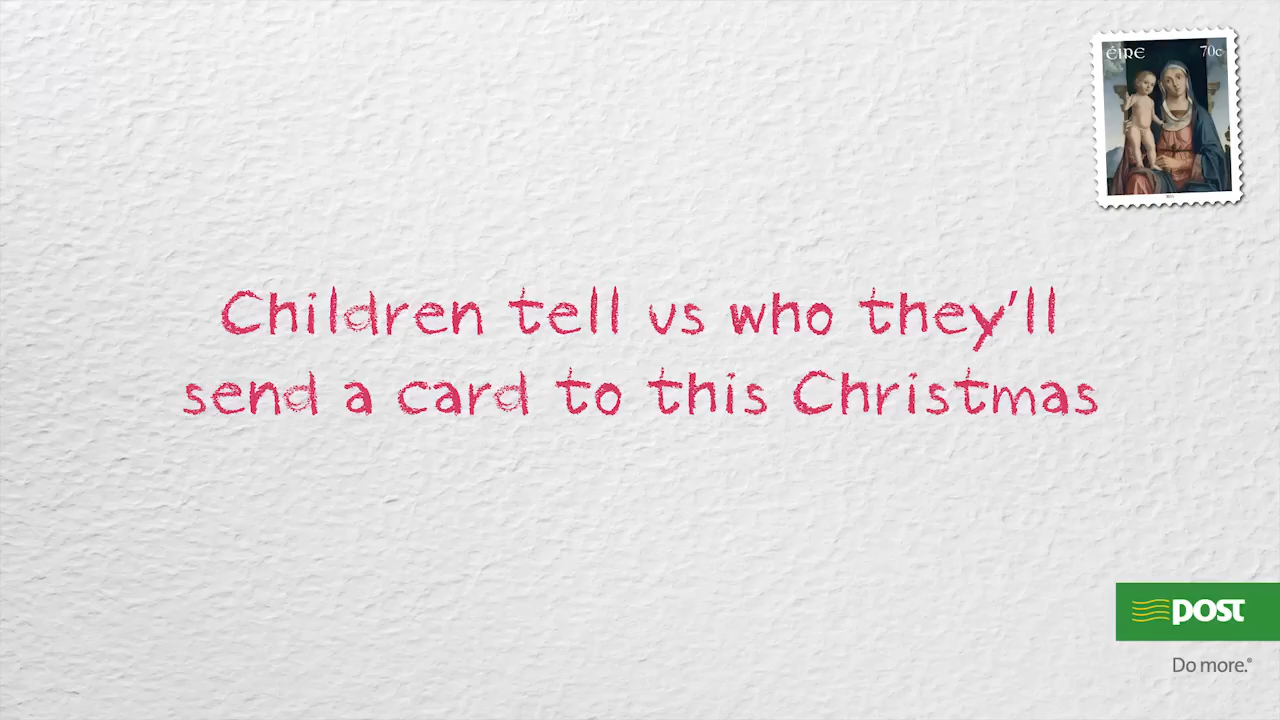 ÉIRE 70c
Children tell us who they'll
send a card to this Christmas
post
Do more.®